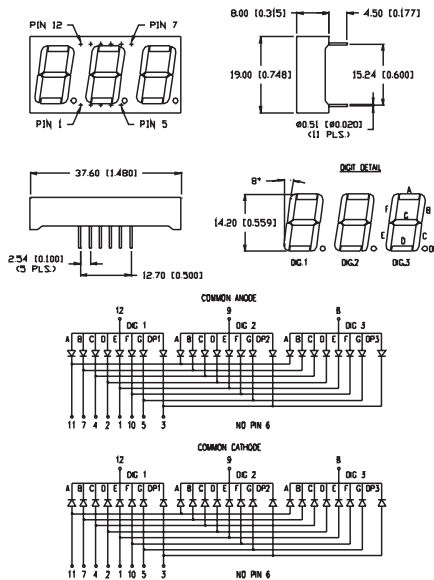 PIN 12
PIN 7
PIN 1
PIN 5
8.00 [0.315]
4.50 [0.177]
19.00 [0.748]
15.24 [0.600]
Ø0.51 [Ø0.020]
(11 PLS.)
37.60 [1.480]
2.54 [0.100]
(5 PLS.)
12.70 [0.500]
DIGIT DETAIL
8°
14.20 [0.559]
A
F
B
G
E
C
D
D
DIG.1
DIG.2
DIG.3
COMMON ANODE
12
9
8
DIG 1
DIG 2
DIG 3
A B C D E F G DP1
A B C D E F G DP2
A B C D E F G DP3
11 7 4 2 1 10 5 3
NO PIN 6
COMMON CATHODE
12
9
8
DIG 1
DIG 2
DIG 3
A B C D E F G DP1
A B C D E F G DP2
A B C D E F G DP3
11 7 4 2 1 10 5 3
NO PIN 6